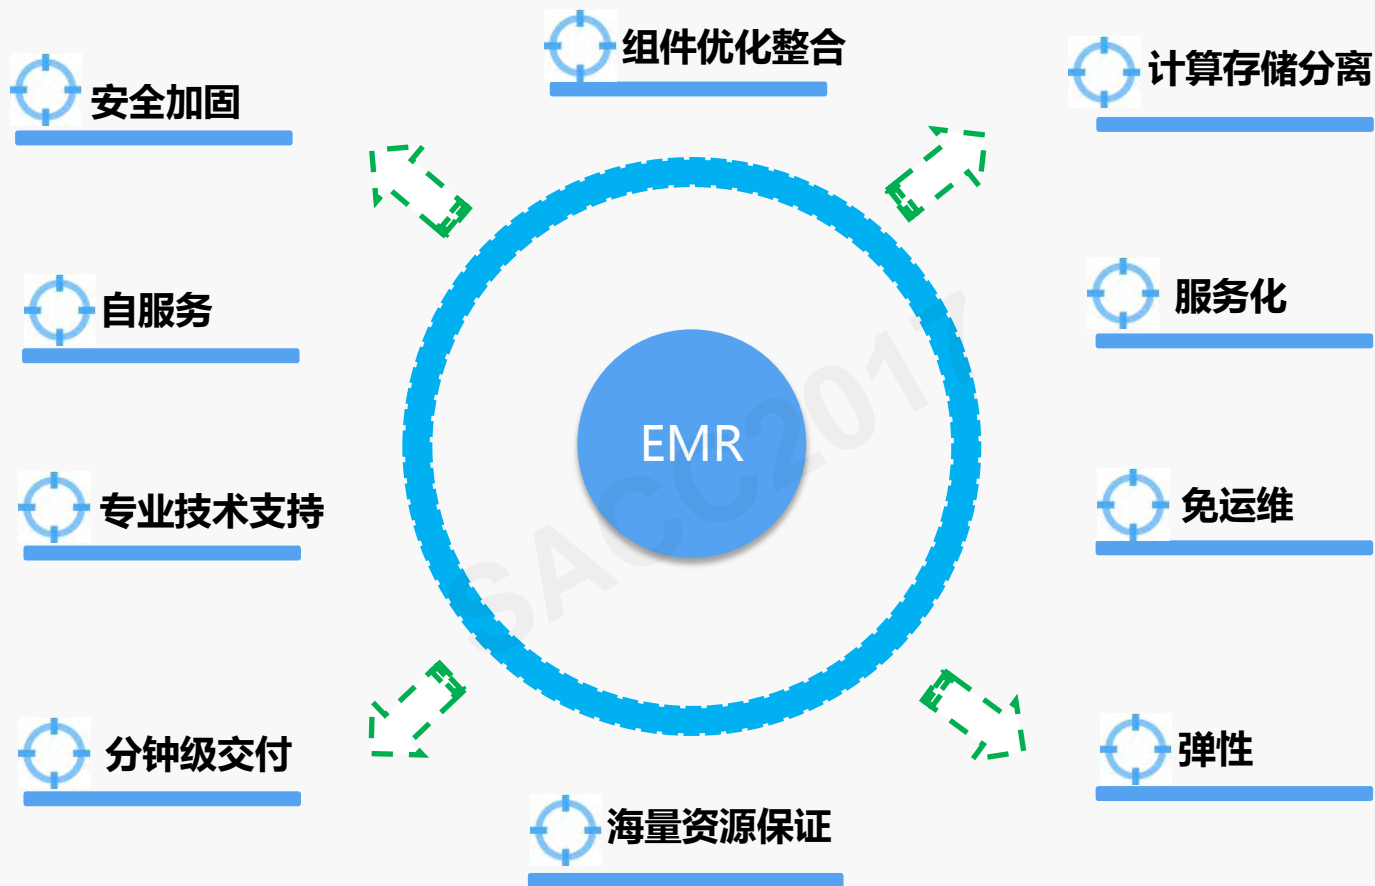 组件优化整合
计算存储分离
安全加固
自服务
服务化
EMR
专业技术支持
免运维
分钟级交付
弹性
海量资源保证
SACC2017